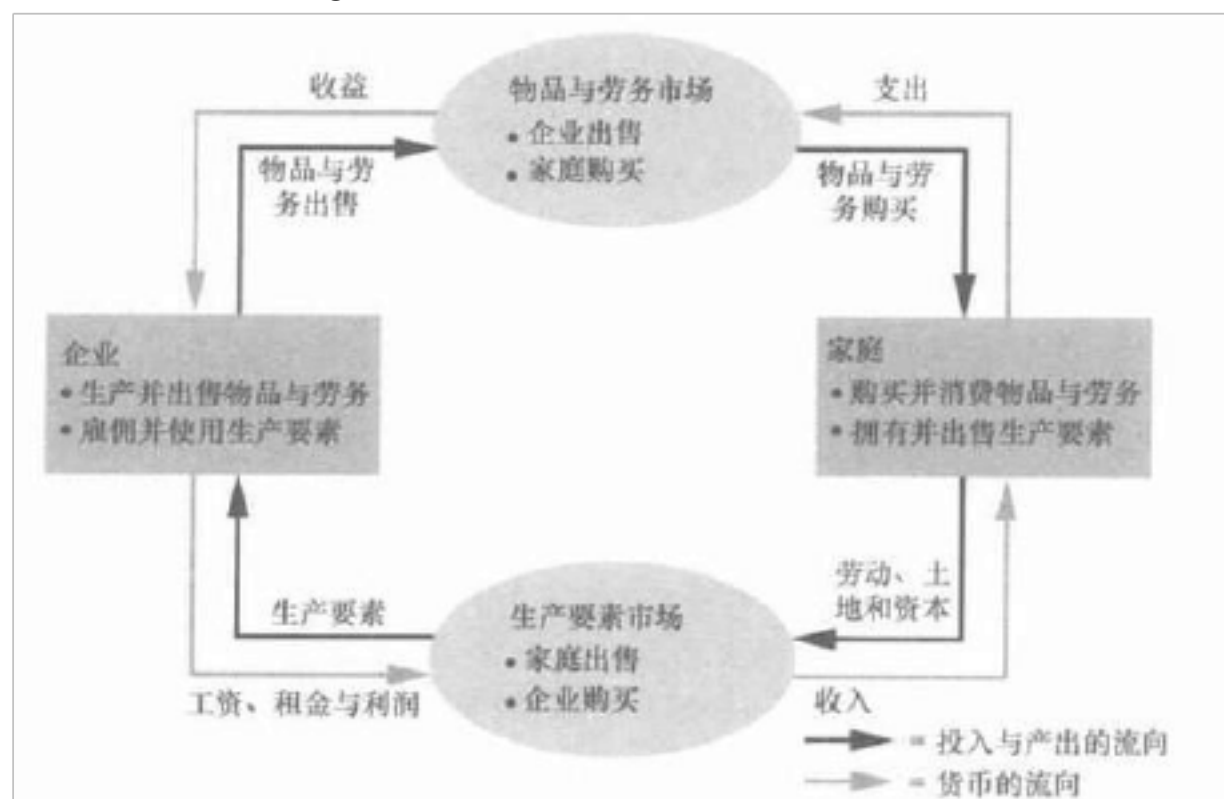 收益
物品与劳务市场
• 企业出售
• 家庭购买
支出
物品与劳
务出售
物品与劳
务购买
企业
• 生产并出售物品与劳务
• 雇佣并使用生产要素
家庭
• 购买并消费物品与劳务
• 拥有并出售生产要素
生产要素
生产要素市场
• 家庭出售
• 企业购买
劳动、土
地和资本
工资、租金与利润
收入
= 投入与产出的流向
= 货币的流向